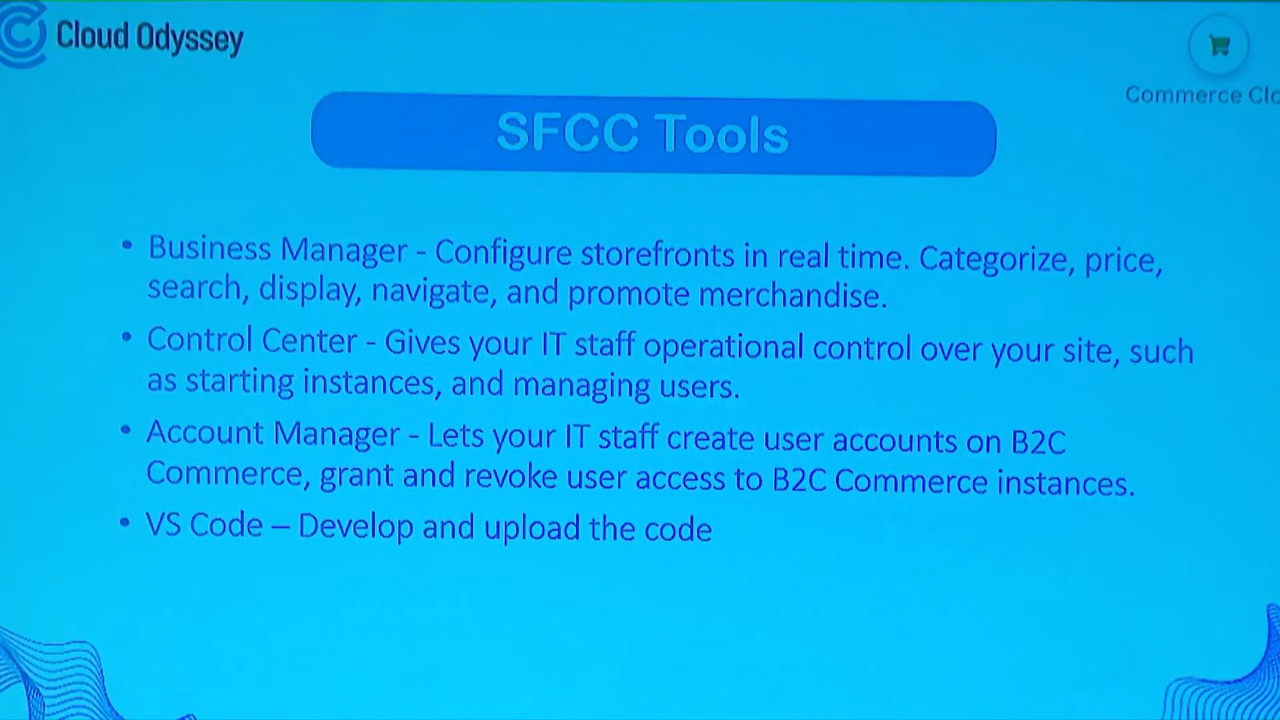 Cloud Odyssey
Commerce Clo
SFCC Tools
• Business Manager - Configure storefronts in real time. Categorize, price,
search, display, navigate, and promote merchandise.
• Control Center - Gives your IT staff operational control over your site, such
as starting instances, and managing users.
• Account Manager - Lets your IT staff create user accounts on B2C
Commerce, grant and revoke user access to B2C Commerce instances.
• VS Code – Develop and upload the code